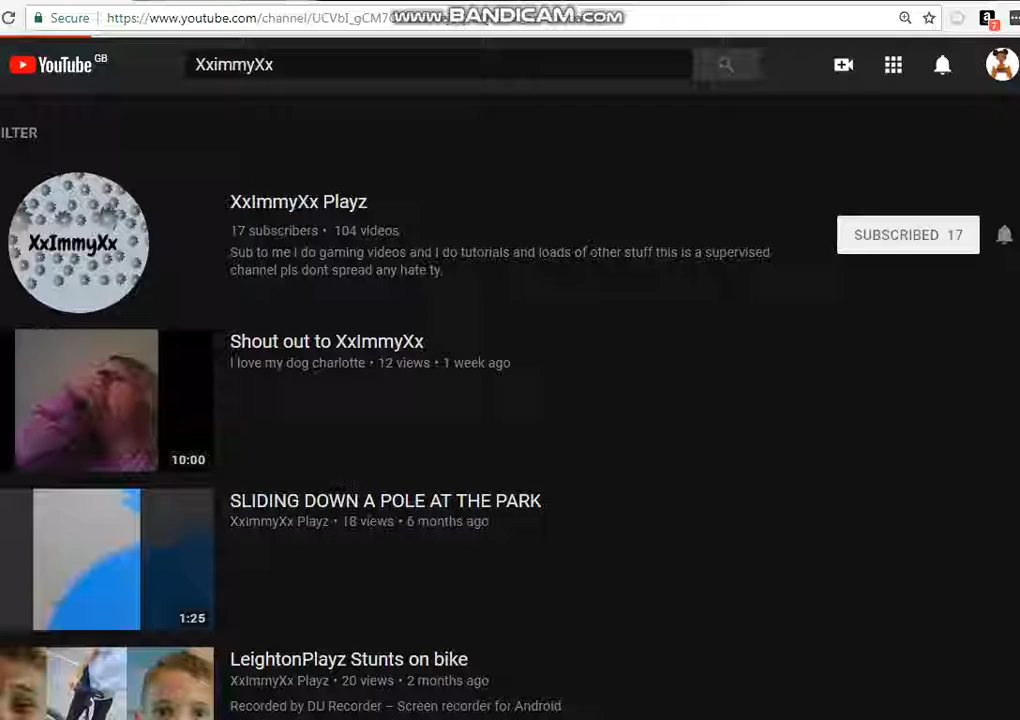 Secure https://www.youtube.com/channel/UCVbI_gCM7
www.BANDICAM.com
7
YouTube GB
XximmyXx
ILTER
XxImmyXx
XxImmyXx Playz
17 subscribers • 104 videos
Sub to me I do gaming videos and I do tutorials and loads of other stuff this is a supervised
channel pls dont spread any hate ty.
SUBSCRIBED 17
Shout out to XxImmyXx
I love my dog charlotte • 12 views • 1 week ago
10:00
SLIDING DOWN A POLE AT THE PARK
XxImmyXx Playz • 18 views • 6 months ago
1:25
LeightonPlayz Stunts on bike
XxImmyXx Playz • 20 views • 2 months ago
Recorded by DU Recorder – Screen recorder for Android